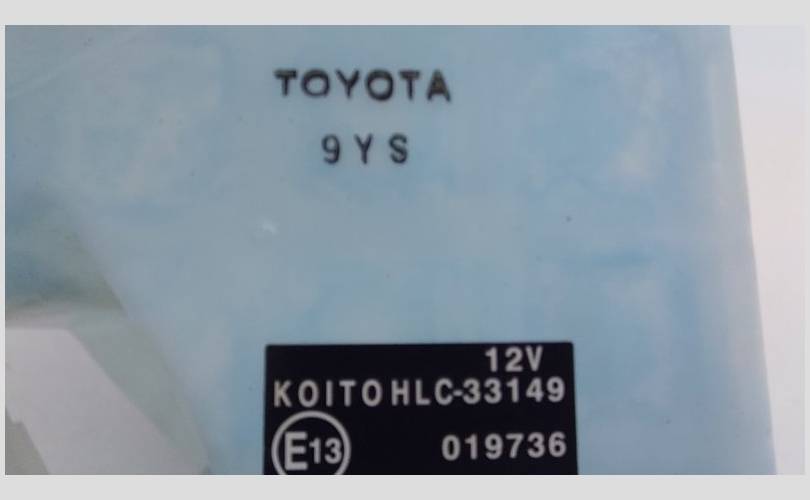 TOYOTA
9YS
12V
KOITO HLC-33149
E13 019736